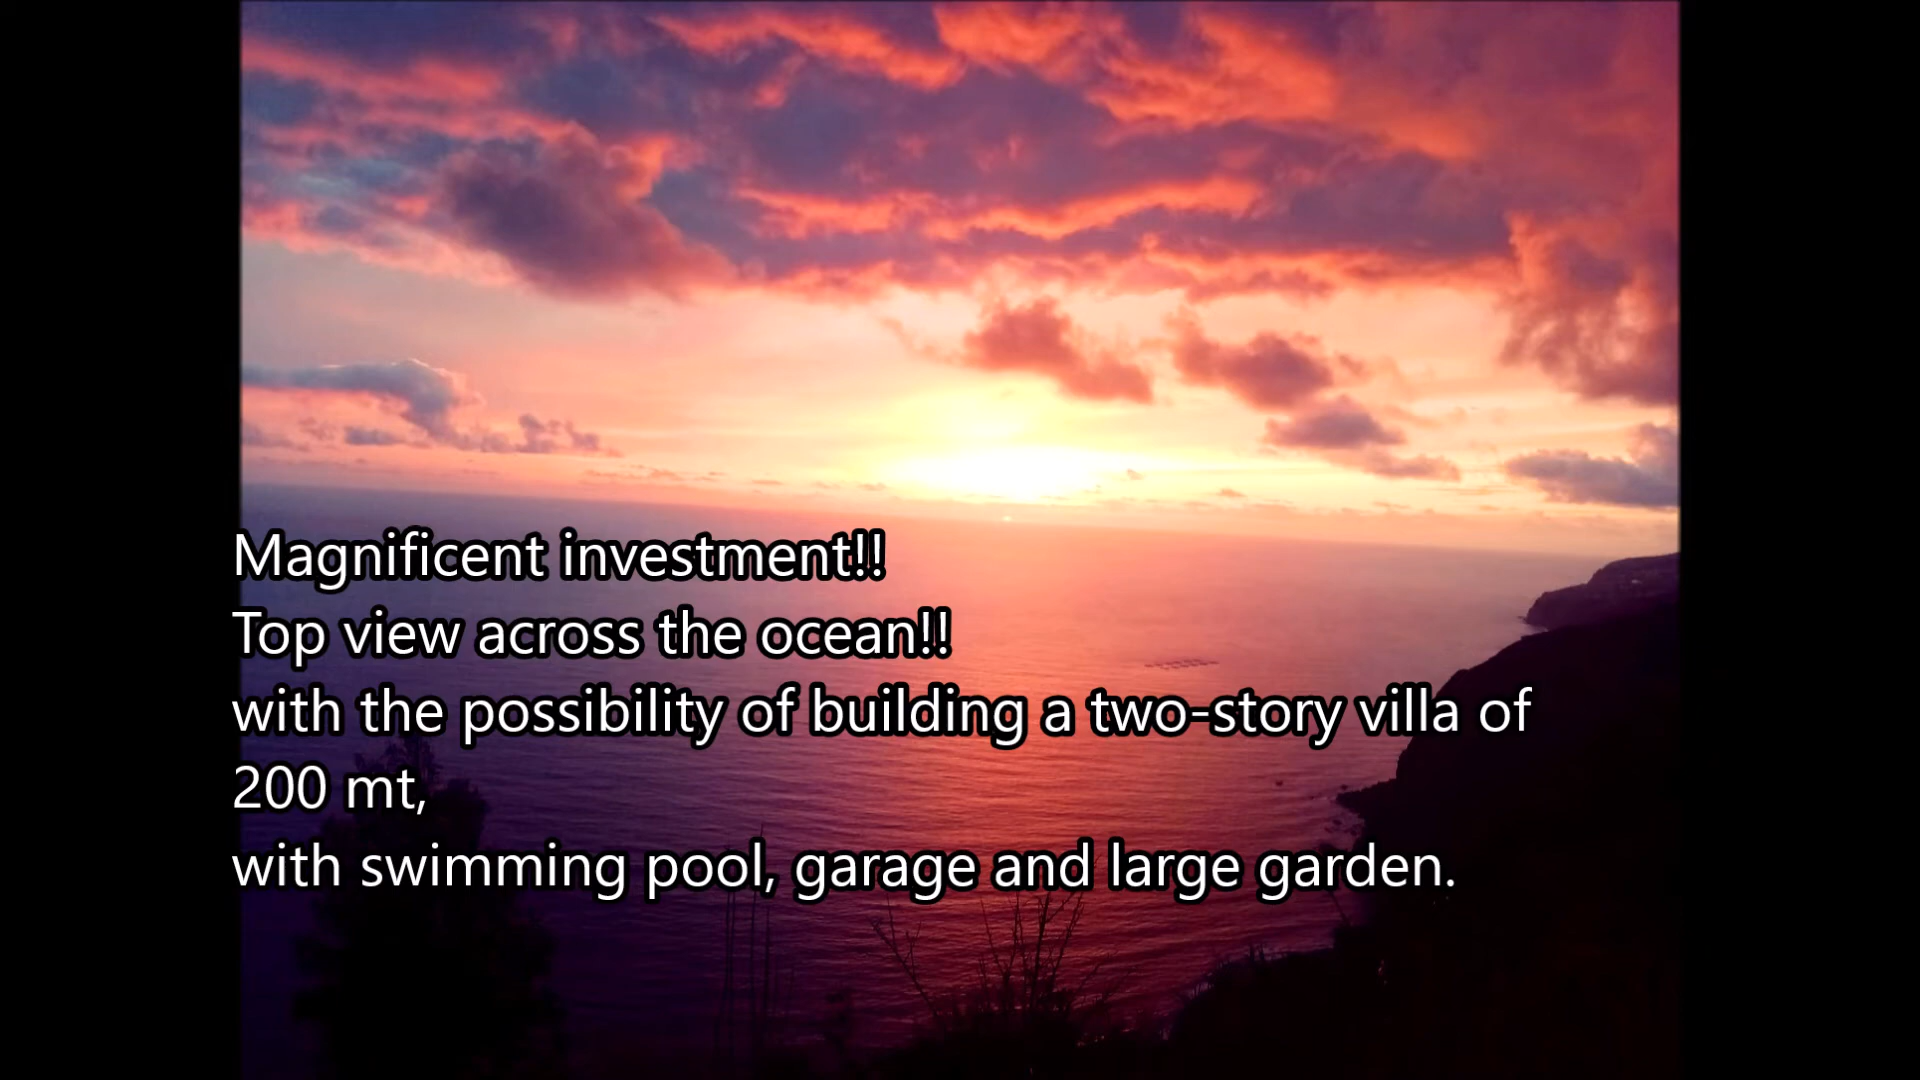 Magnificent investment!!
Top view across the ocean!!
with the possibility of building a two-story villa of
200 mt,
with swimming pool, garage and large garden.